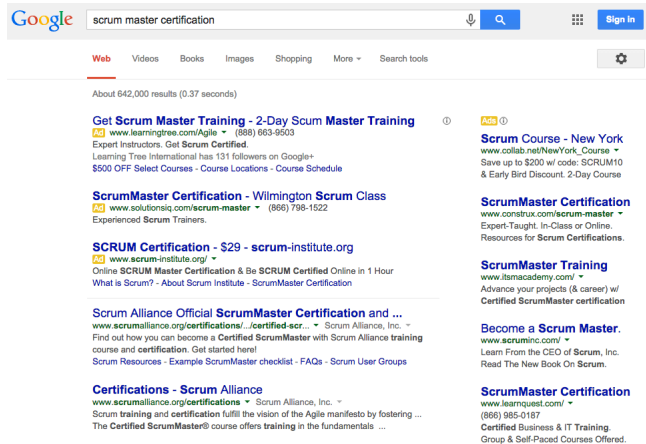 Google
scrum master certification
Sign in
Web Videos Books Images Shopping More Search tools
About 642,000 results (0.37 seconds)
Get Scrum Master Training - 2-Day Scum Master Training
Ad www.learningtree.com/Agile (888) 663-9503
Expert Instructors. Get Scrum Certified.
Learning Tree International has 131 followers on Google+
$500 OFF Select Courses - Course Locations - Course Schedule
ScrumMaster Certification - Wilmington Scrum Class
Ad www.solutionsiq.com/scrum-master (866) 798-1522
Experienced Scrum Trainers.
SCRUM Certification - $29 - scrum-institute.org
Ad www.scrum-institute.org/
Online SCRUM Master Certification & Be SCRUM Certified Online in 1 Hour
What is Scrum? - About Scrum Institute - ScrumMaster Certification
Scrum Alliance Official ScrumMaster Certification and ...
www.scrumalliance.org/certifications/.../certified-scr... Scrum Alliance, Inc.
Find out how you can become a Certified ScrumMaster with Scrum Alliance training
course and certification. Get started here!
Scrum Resources - Example ScrumMaster checklist - FAQs - Scrum User Groups
Certifications - Scrum Alliance
www.scrumalliance.org/certifications Scrum Alliance, Inc.
Scrum training and certification fulfill the vision of the Agile manifesto by fostering ...
The Certified ScrumMaster® course offers training in the fundamentals ...
Ads
Scrum Course - New York
www.collab.net/NewYork_Course
Save up to $200 w/ code: SCRUM10
& Early Bird Discount. 2-Day Course
ScrumMaster Certification
www.construx.com/scrum-master
Expert-Taught. In-Class or Online.
Resources for Scrum Certifications.
ScrumMaster Training
www.itsmacademy.com/
Advance your projects (& career) w/
Certified ScrumMaster certification
Become a Scrum Master.
www.scruminc.com/
Learn From the CEO of Scrum, Inc.
Read The New Book On Scrum.
ScrumMaster Certification
www.learnquest.com/
(866) 985-0187
Certified Business & IT Training.
Group & Self-Paced Courses Offered.